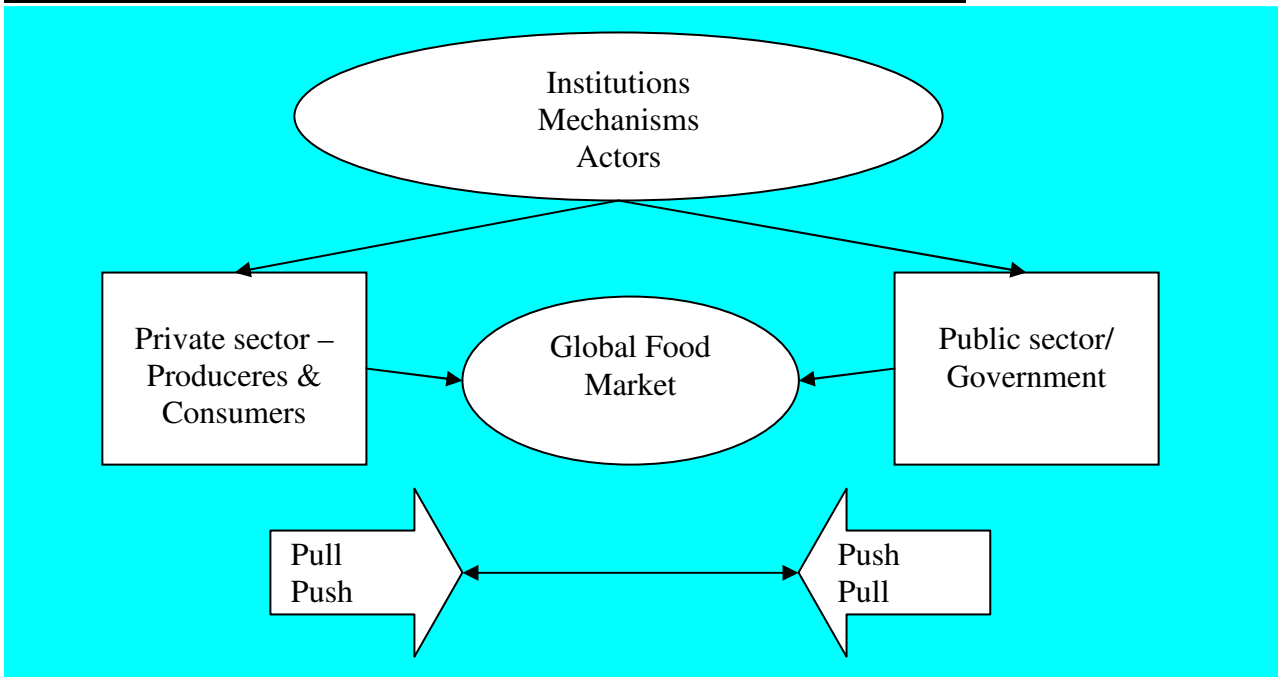 Institutions
Mechanisms
Actors
Private sector –
Produceres &
Consumers
Global Food
Market
Public sector/
Government
Pull
Push
Push
Pull